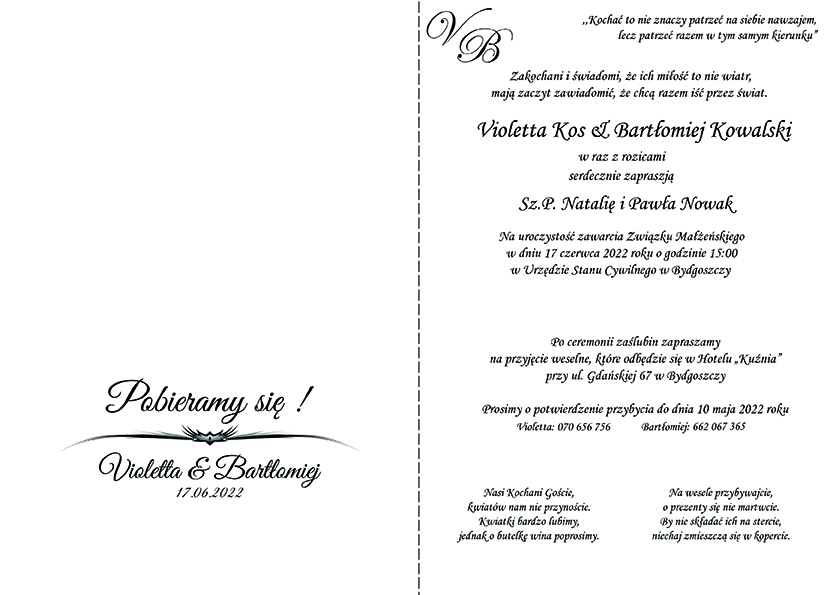 Pobieramy się !
Violetta & Bartłomiej
17.06.2022
VB
,,Kochać to nie znaczy patrzeć na siebie nawzajem,
lecz patrzeć razem w tym samym kierunku”
Zakochani i świadomi, że ich miłość to nie wiatr,
mają zaczyt zawiadomić, że chcą razem iść przez świat.
Violetta Kos & Bartłomiej Kowalski
w raz z rozicami
serdecznie zapraszją
Sz.P. Natalię i Pawła Nowak
Na uroczystość zawarcia Związku Małżeńskiego
w dniu 17 czerwca 2022 roku o godzinie 15:00
w Urzędzie Stanu Cywilnego w Bydgoszczy
Po ceremonii zaślubin zapraszamy
na przyjęcie weselne, które odbędzie się w Hotelu „Kuźnia”
przy ul. Gdańskiej 67 w Bydgoszczy
Prosimy o potwierdzenie przybycia do dnia 10 maja 2022 roku
Violetta: 070 656 756 Bartłomiej: 662 067 365
Nasi Kochani Goście,
kwiatów nam nie przynoście.
Kwiatki bardzo lubimy,
jednak o butelkę wina poprosimy.
Na wesele przybywajcie,
o prezenty się nie martwcie.
By nie składać ich na stercie,
niechaj zmieszczą się w kopercie.